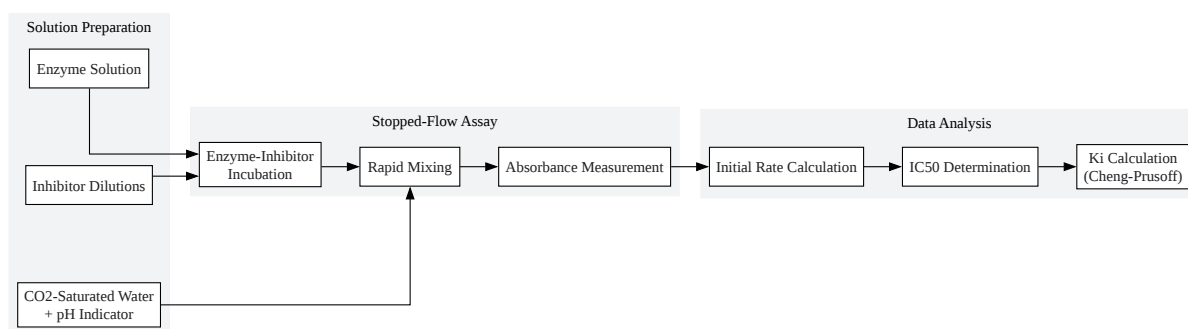 Solution Preparation
Enzyme Solution
Inhibitor Dilutions
CO2-Saturated Water
+ pH Indicator
Stopped-Flow Assay
Enzyme-Inhibitor
Incubation
Rapid Mixing
Absorbance Measurement
Data Analysis
Initial Rate Calculation
IC50 Determination
Ki Calculation
(Cheng-Prusoff)